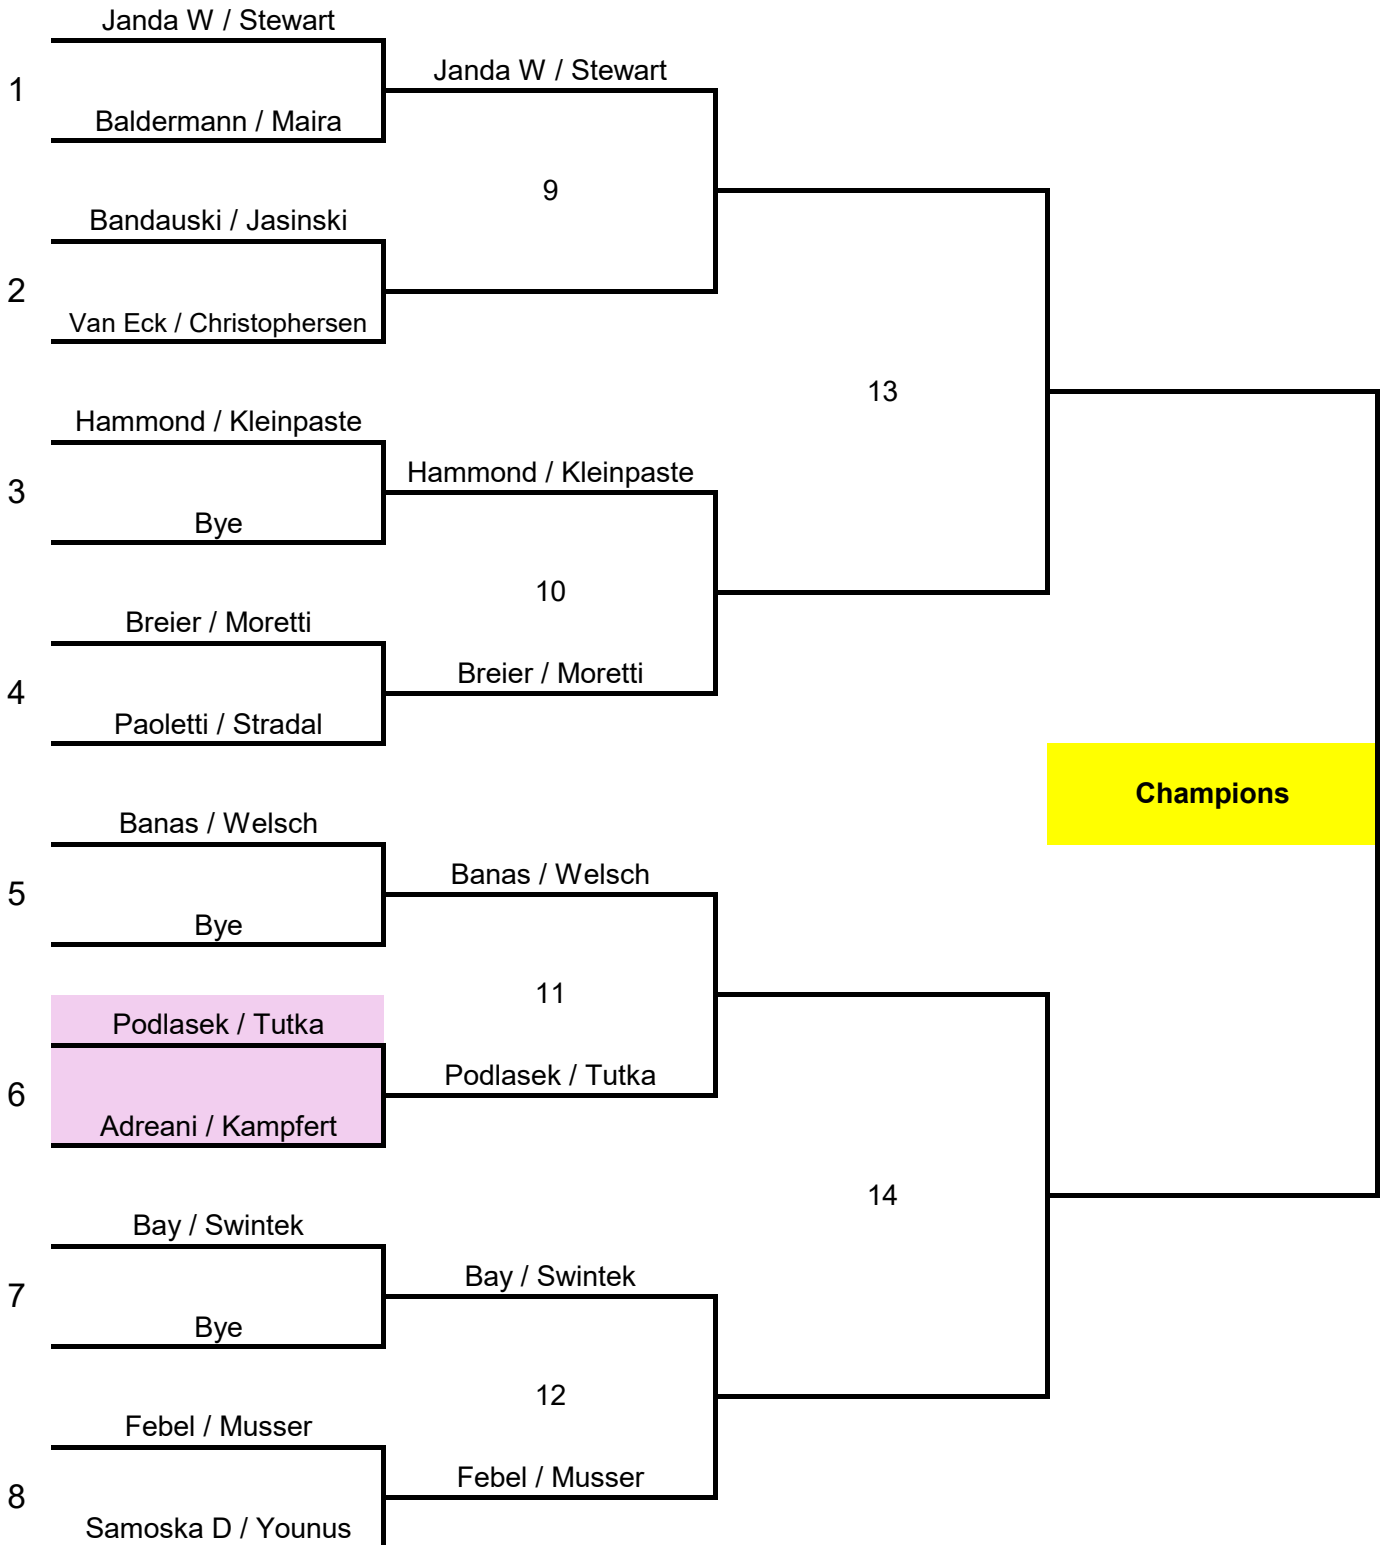 Janda W / Stewart
1
Janda W / Stewart
Baldermann / Maira
9
Bandauski / Jasinski
2
Van Eck / Christophersen
13
Hammond / Kleinpaste
3
Hammond / Kleinpaste
Bye
10
Breier / Moretti
4
Breier / Moretti
Paoletti / Stradal
Champions
Banas / Welsch
5
Banas / Welsch
Bye
11
Podlasek / Tutka
6
Podlasek / Tutka
Adreani / Kampfert
14
Bay / Swintek
7
Bay / Swintek
Bye
12
Febel / Musser
8
Febel / Musser
Samoska D / Younus